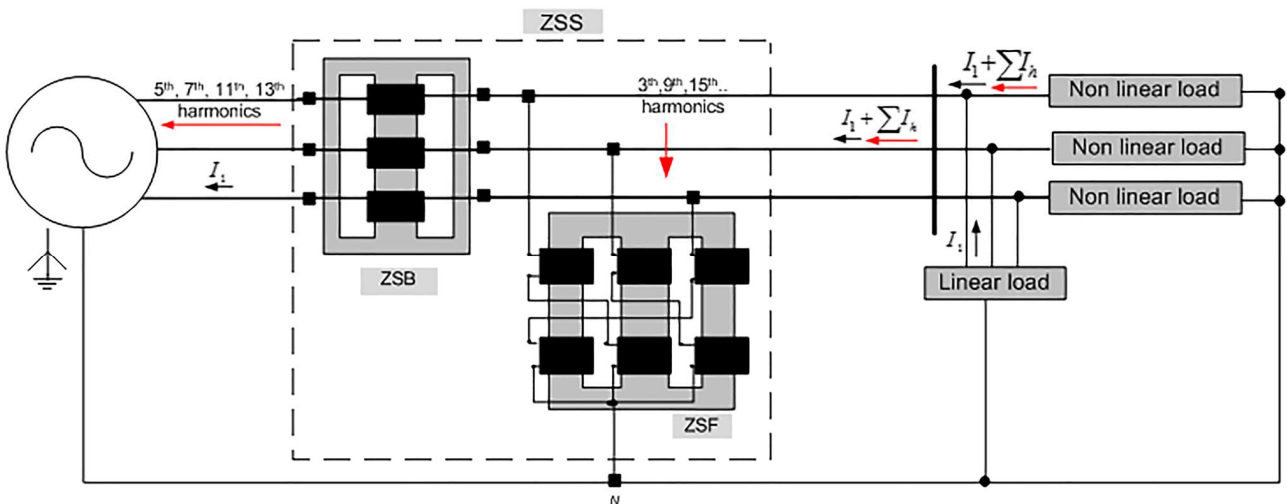 ZSS
5th, 7th, 11th, 13th
harmonics
3th,9th,15th..
harmonics
I1+∑Ih
Non linear load
I1+∑Ih
Non linear load
I1
Non linear load
I1
ZSB
Linear load
ZSF
N